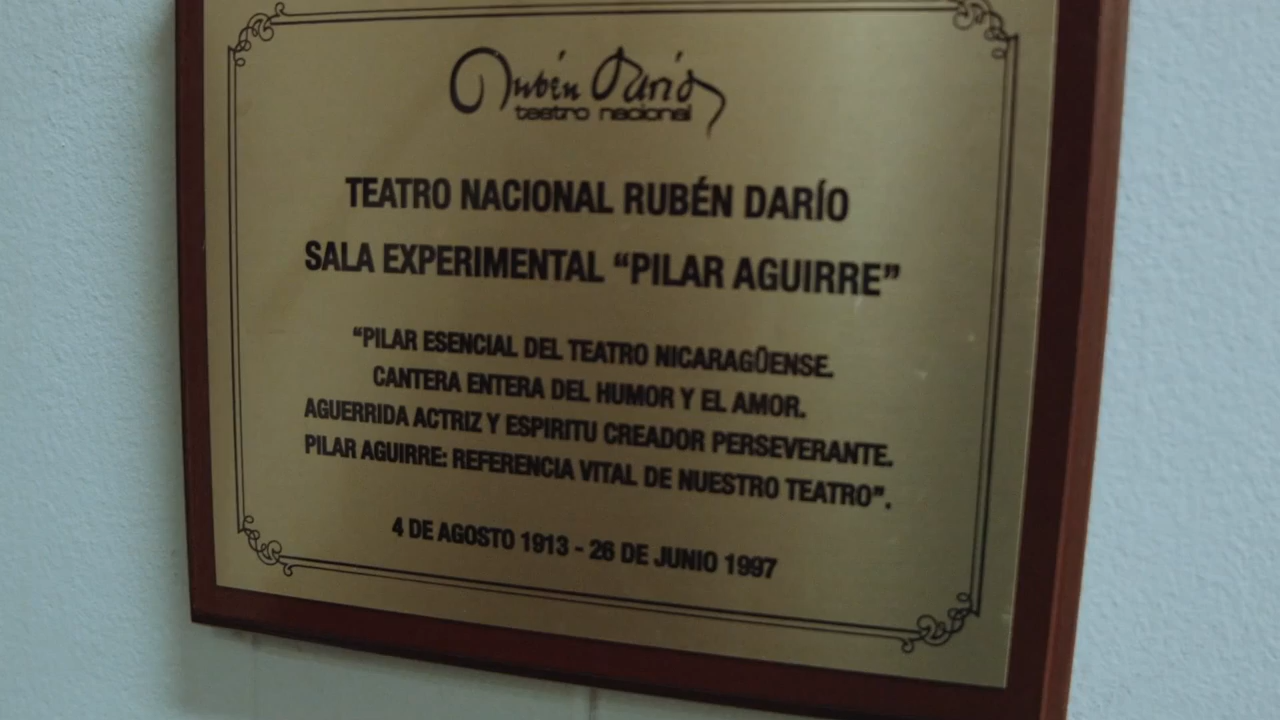 Rubén Darío
teatro nacional
TEATRO NACIONAL RUBÉN DARÍO
SALA EXPERIMENTAL “PILAR AGUIRRE”
“PILAR ESENCIAL DEL TEATRO NICARAGÜENSE.
CANTERA ENTERA DEL HUMOR Y EL AMOR.
AGUERRIDA ACTRIZ Y ESPIRITU CREADOR PERSEVERANTE.
PILAR AGUIRRE: REFERENCIA VITAL DE NUESTRO TEATRO”.
4 DE AGOSTO 1913 - 26 DE JUNIO 1997